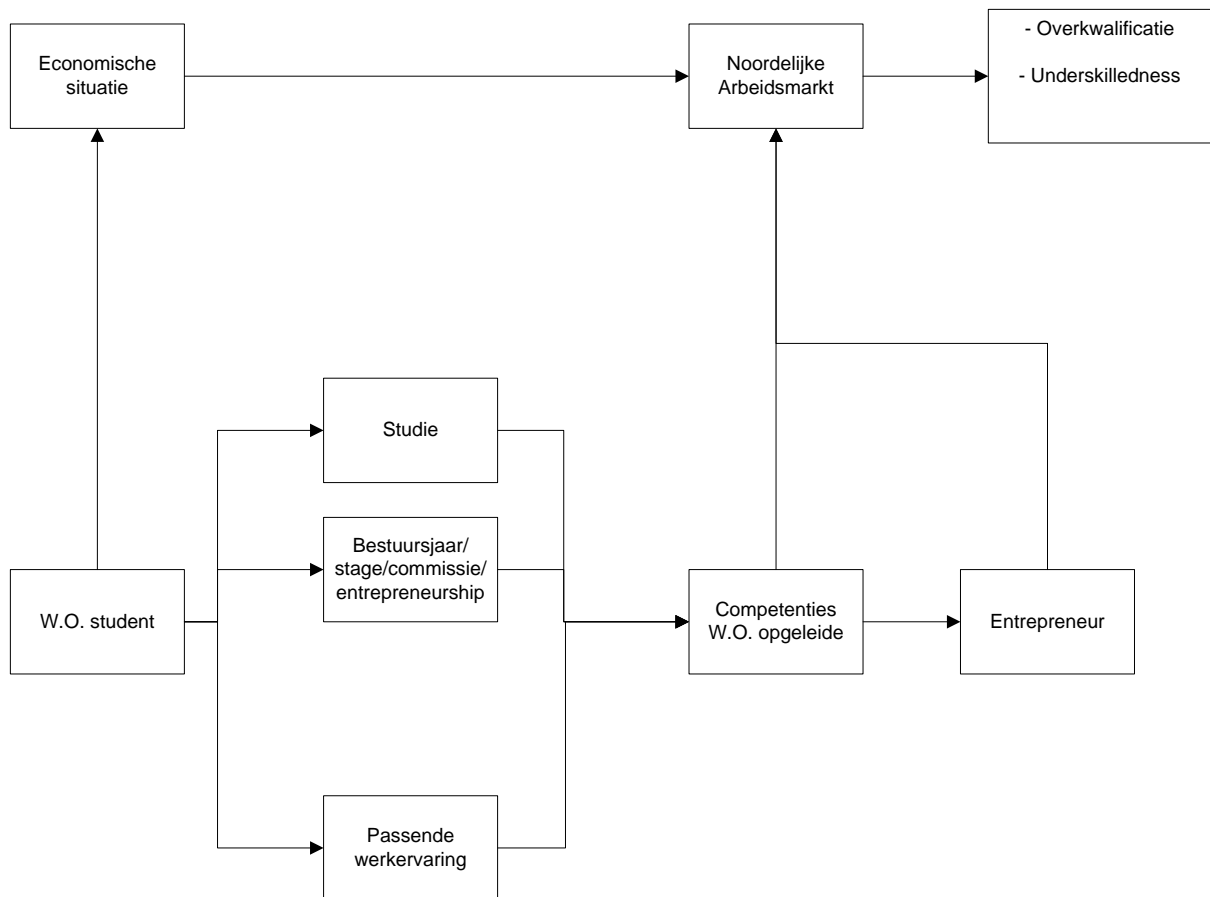 Economische
situatie
Noordelijke
Arbeidsmarkt
- Overkwalificatie
- Underskilledness
Studie
Bestuursjaar/
stage/commissie/
entrepreneurship
W.O. student
Competenties
W.O. opgeleide
Entrepreneur
Passende
werkervaring